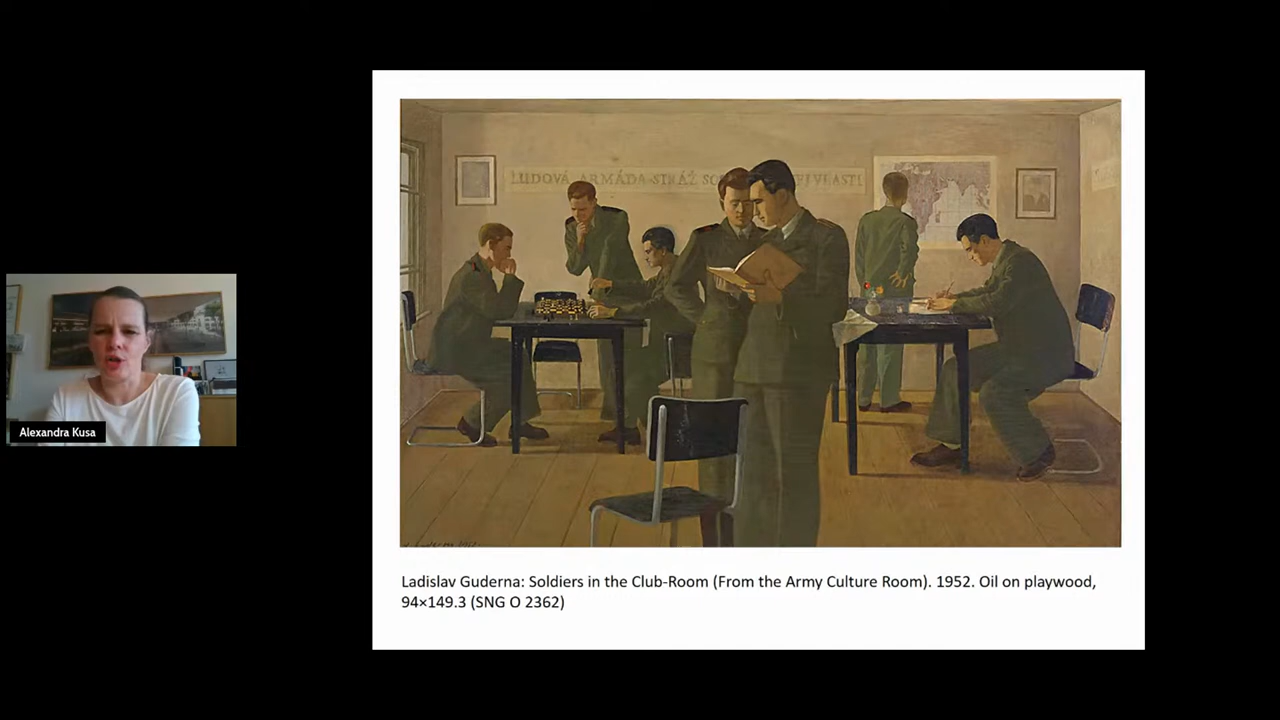 LUDOVÁ ARMÁDA STRÁŽ VLASTI
Alexandra Kusa
Ladislav Guderna: Soldiers in the Club-Room (From the Army Culture Room). 1952. Oil on playwood,
94×149.3 (SNG O 2362)